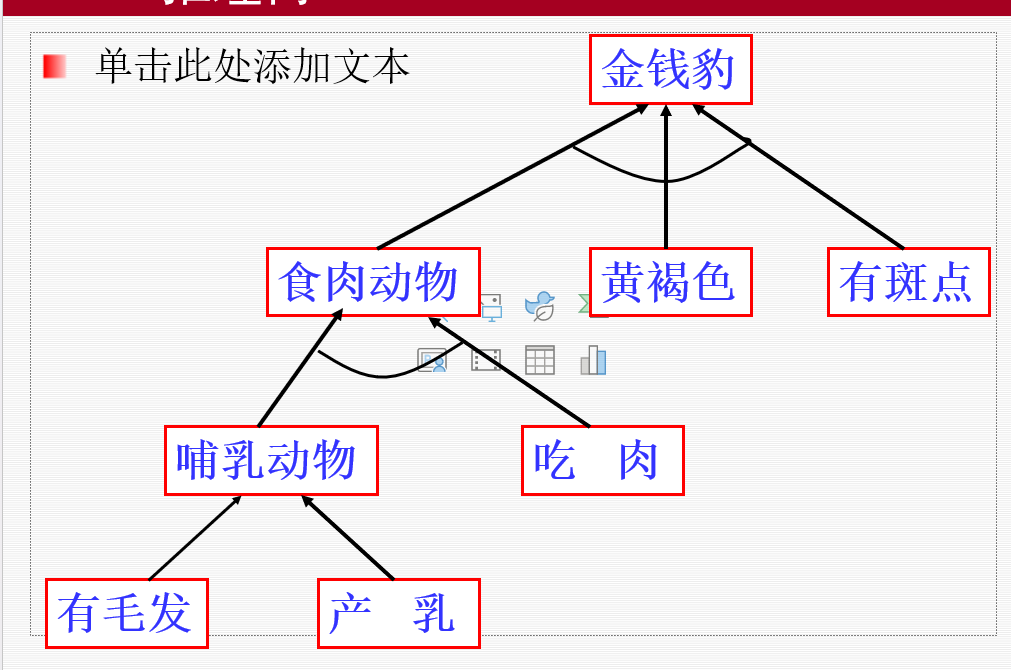 单击此处添加文本
金钱豹
食肉动物
黄褐色
有斑点
哺乳动物
吃 肉
有毛发
产 乳